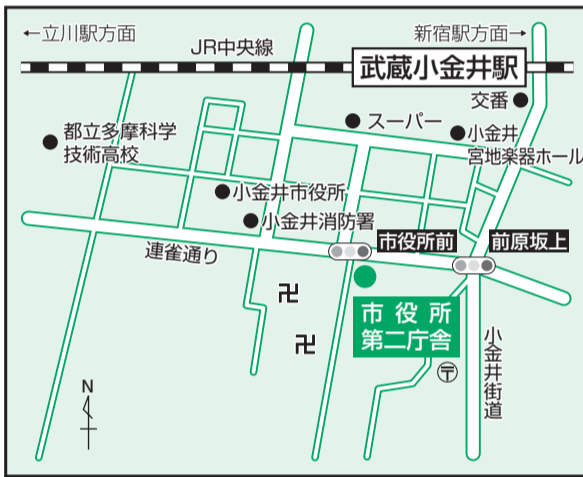 ←立川駅方面
新宿駅方面→
JR中央線
武蔵小金井駅
交番
スーパー
小金井
宮地楽器ホール
都立多摩科学
技術高校
小金井市役所
小金井消防署
市役所前
前原坂上
連雀通り
卍
卍
市役所
第二庁舎
〒
小金井街道
N